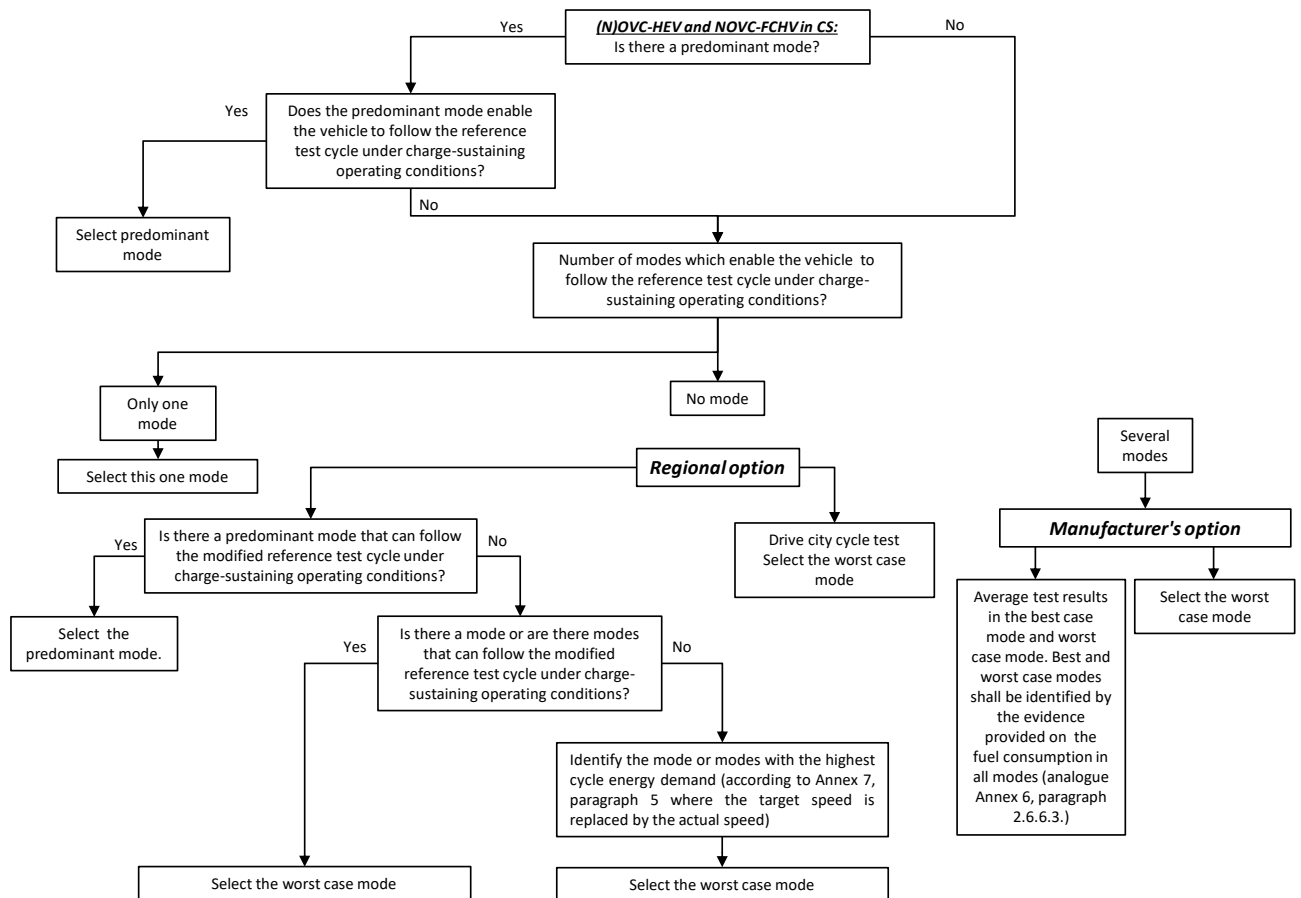 (N)OVC-HEV and NOVC-FCHV in CS:
Is there a predominant mode?
Yes
No
Does the predominant mode enable
the vehicle to follow the reference
test cycle under charge-sustaining
operating conditions?
Yes
No
Select predominant
mode
Number of modes which enable the vehicle to
follow the reference test cycle under charge-
sustaining operating conditions?
Only one
mode
No mode
Several
modes
Select this one mode
Regional option
Manufacturer's option
Is there a predominant mode that can follow
the modified reference test cycle under
charge-sustaining operating conditions?
Yes
No
Drive city cycle test
Select the worst case
mode
Average test results
in the best case
mode and worst
case mode. Best and
worst case modes
shall be identified by
the evidence
provided on the
fuel consumption in
all modes (analogue
Annex 6, paragraph
2.6.6.3.)
Select the worst
case mode
Select the
predominant mode.
Is there a mode or are there modes
that can follow the modified
reference test cycle under charge-
sustaining operating conditions?
Yes
No
Identify the mode or modes with the highest
cycle energy demand (according to Annex 7,
paragraph 5 where the target speed is
replaced by the actual speed)
Select the worst case mode
Select the worst case mode